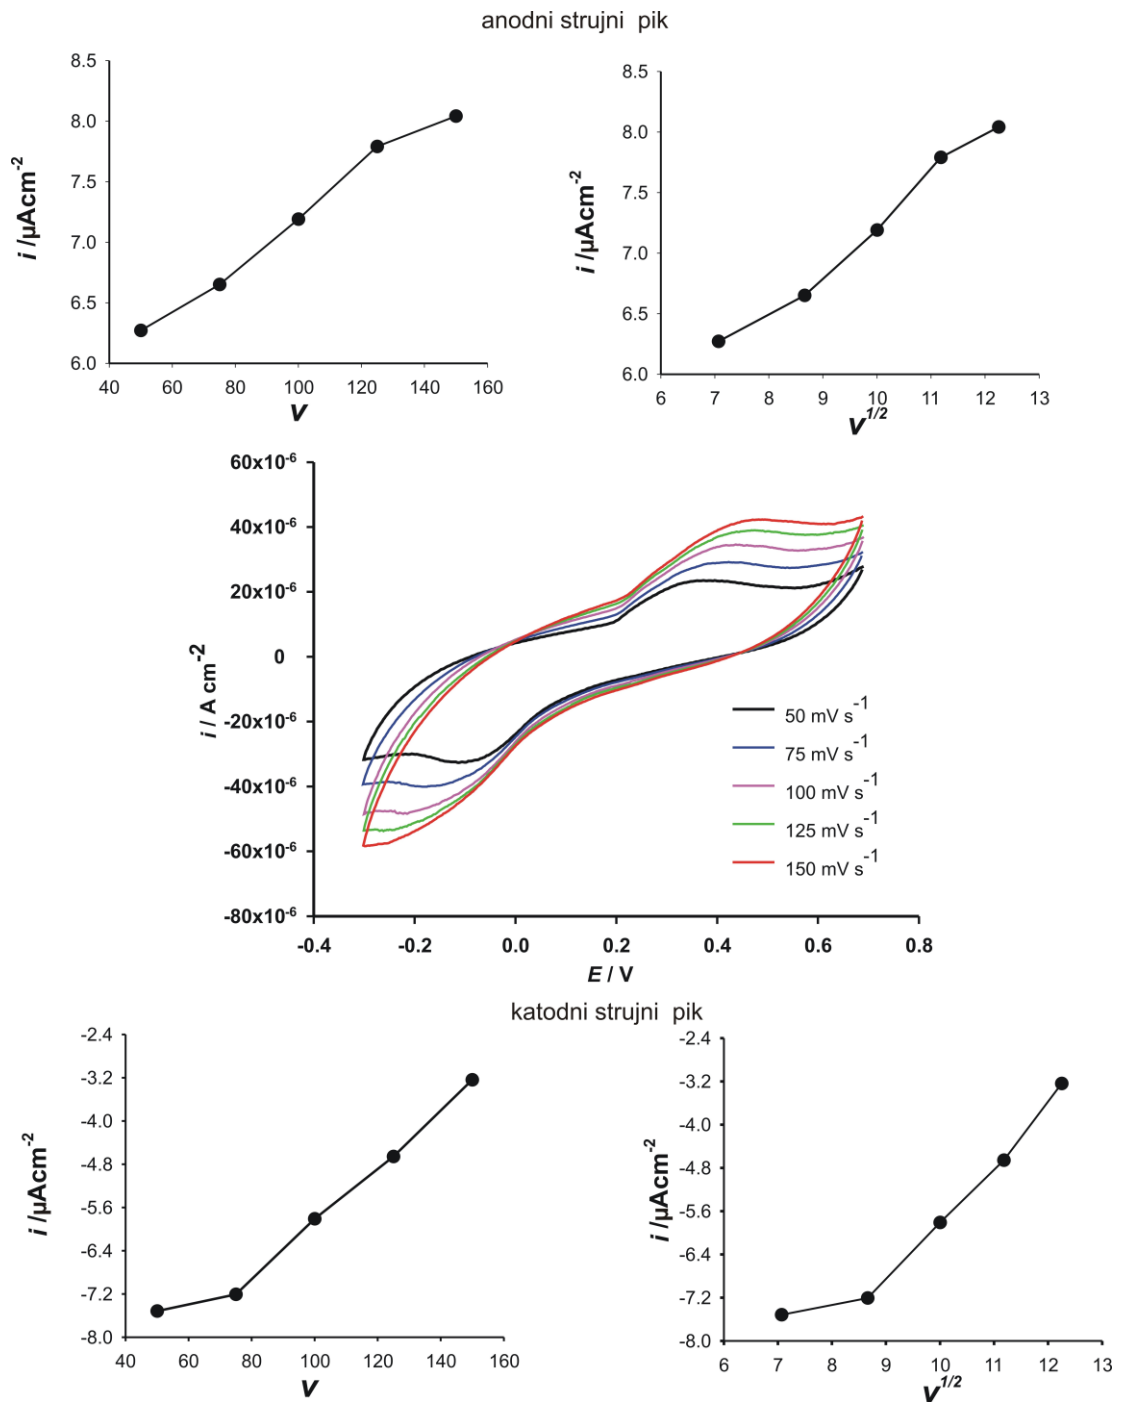 anodni strujni pik
8.5
8.0
7.5
7.0
6.5
6.0
i /µAcm-2
40 60 80 100 120 140 160
V
8.5
8.0
7.5
7.0
6.5
6.0
i /µAcm-2
6 7 8 9 10 11 12 13
V1/2
60x10-6
40x10-6
20x10-6
0
-20x10-6
-40x10-6
-60x10-6
-80x10-6
i / A cm-2
-0.4 -0.2 0.0 0.2 0.4 0.6 0.8
E / V
50 mV s-1
75 mV s-1
100 mV s-1
125 mV s-1
150 mV s-1
katodni strujni pik
-2.4
-3.2
-4.0
-4.8
-5.6
-6.4
-7.2
-8.0
i /µAcm-2
40 60 80 100 120 140 160
V
-2.4
-3.2
-4.0
-4.8
-5.6
-6.4
-7.2
-8.0
i /µAcm-2
6 7 8 9 10 11 12 13
V1/2